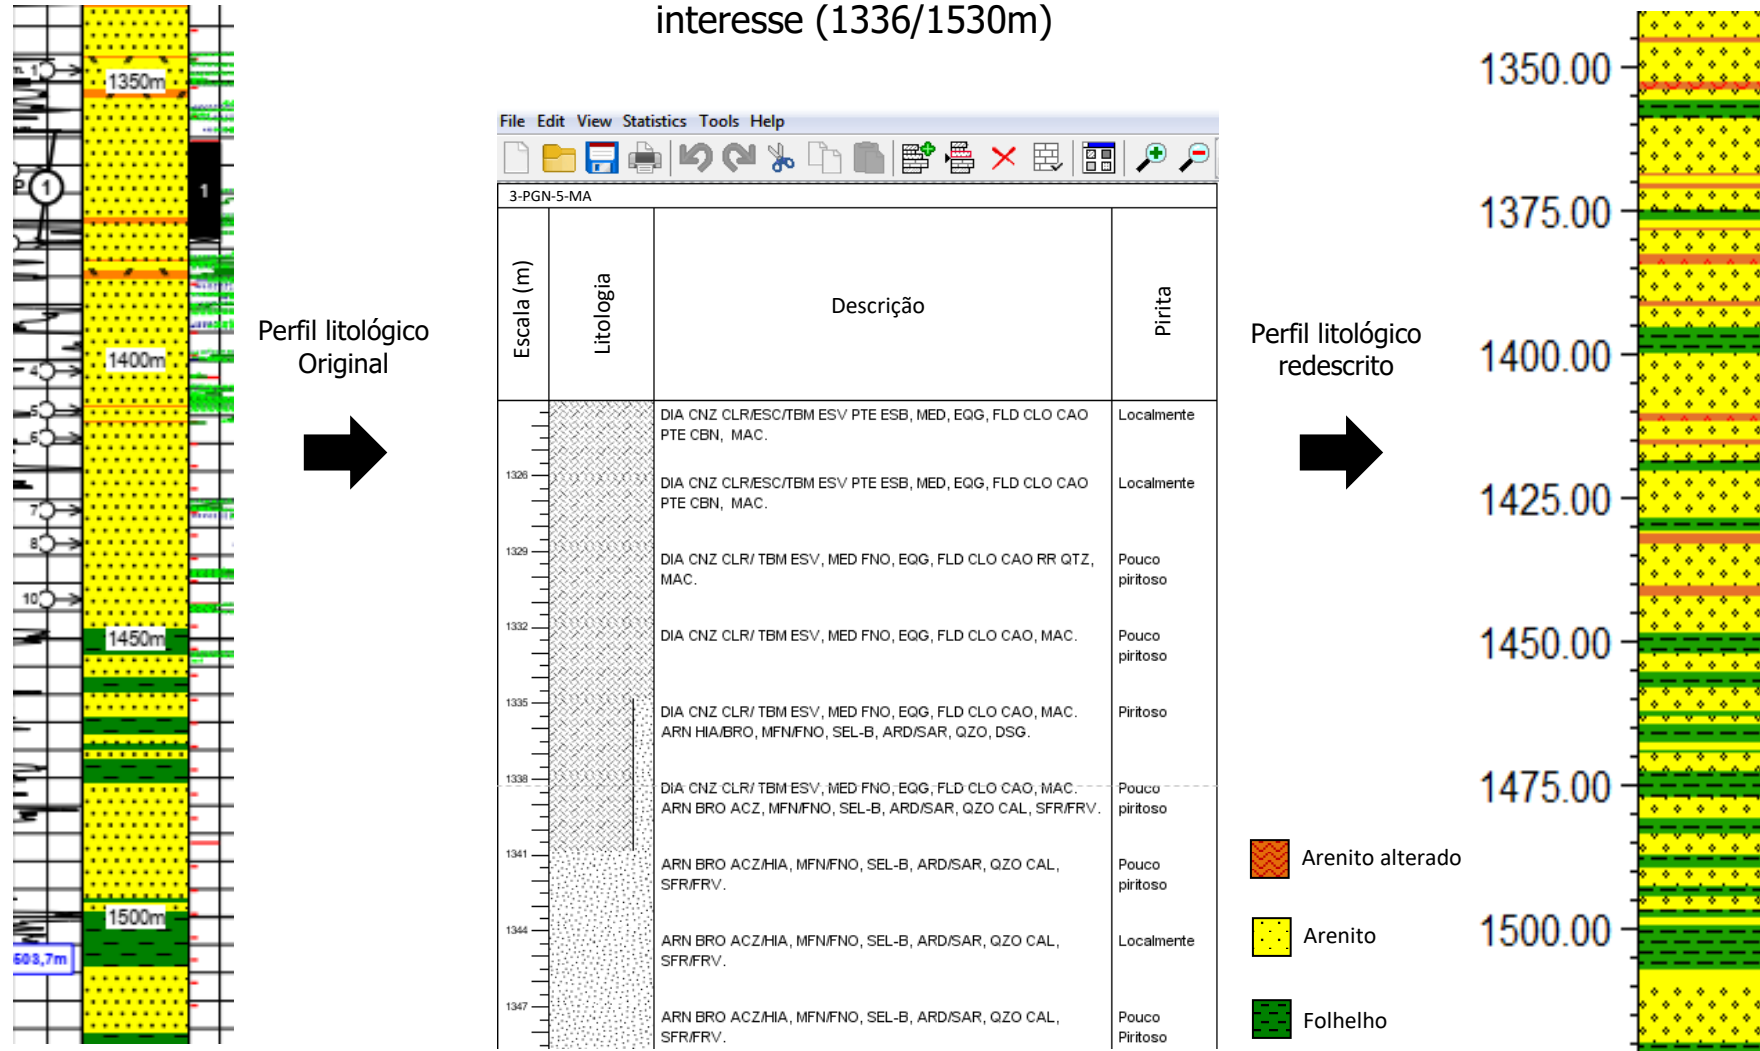 interesse (1336/1530m)
1350m
1
1
1
1400m
4
5
6
7
8
10
1450m
1500m
503,7m
Perfil litológico
Original
File Edit View Statistics Tools Help
3-PGN-5-MA
Escala (m)
Litologia
Descrição
Pirita
DIA CNZ CLR/ESC/TBM ESV PTE ESB, MED, EQG, FLD CLO CAO
PTE CBN, MAC.
Localmente
1326
DIA CNZ CLR/ESC/TBM ESV PTE ESB, MED, EQG, FLD CLO CAO
PTE CBN, MAC.
Localmente
1329
DIA CNZ CLR/ TBM ESV, MED FNO, EQG, FLD CLO CAO RR QTZ,
MAC.
Pouco
piritoso
1332
DIA CNZ CLR/ TBM ESV, MED FNO, EQG, FLD CLO CAO, MAC.
Pouco
piritoso
1335
DIA CNZ CLR/ TBM ESV, MED FNO, EQG, FLD CLO CAO, MAC.
ARN HIA/BRO, MFN/FNO, SEL-B, ARD/SAR, QZO, DSG.
Piritoso
1338
DIA CNZ CLR/ TBM ESV, MED FNO, EQG, FLD CLO CAO, MAC.
ARN BRO ACZ, MFN/FNO, SEL-B, ARD/SAR, QZO CAL, SFR/FRV.
Pouco
piritoso
1341
ARN BRO ACZ/HIA, MFN/FNO, SEL-B, ARD/SAR, QZO CAL,
SFR/FRV.
Pouco
piritoso
1344
ARN BRO ACZ/HIA, MFN/FNO, SEL-B, ARD/SAR, QZO CAL,
SFR/FRV.
Localmente
1347
ARN BRO ACZ/HIA, MFN/FNO, SEL-B, ARD/SAR, QZO CAL,
SFR/FRV.
Pouco
Piritoso
Perfil litológico
redescrito
Arenito alterado
Arenito
Folhelho
1350.00
1375.00
1400.00
1425.00
1450.00
1475.00
1500.00